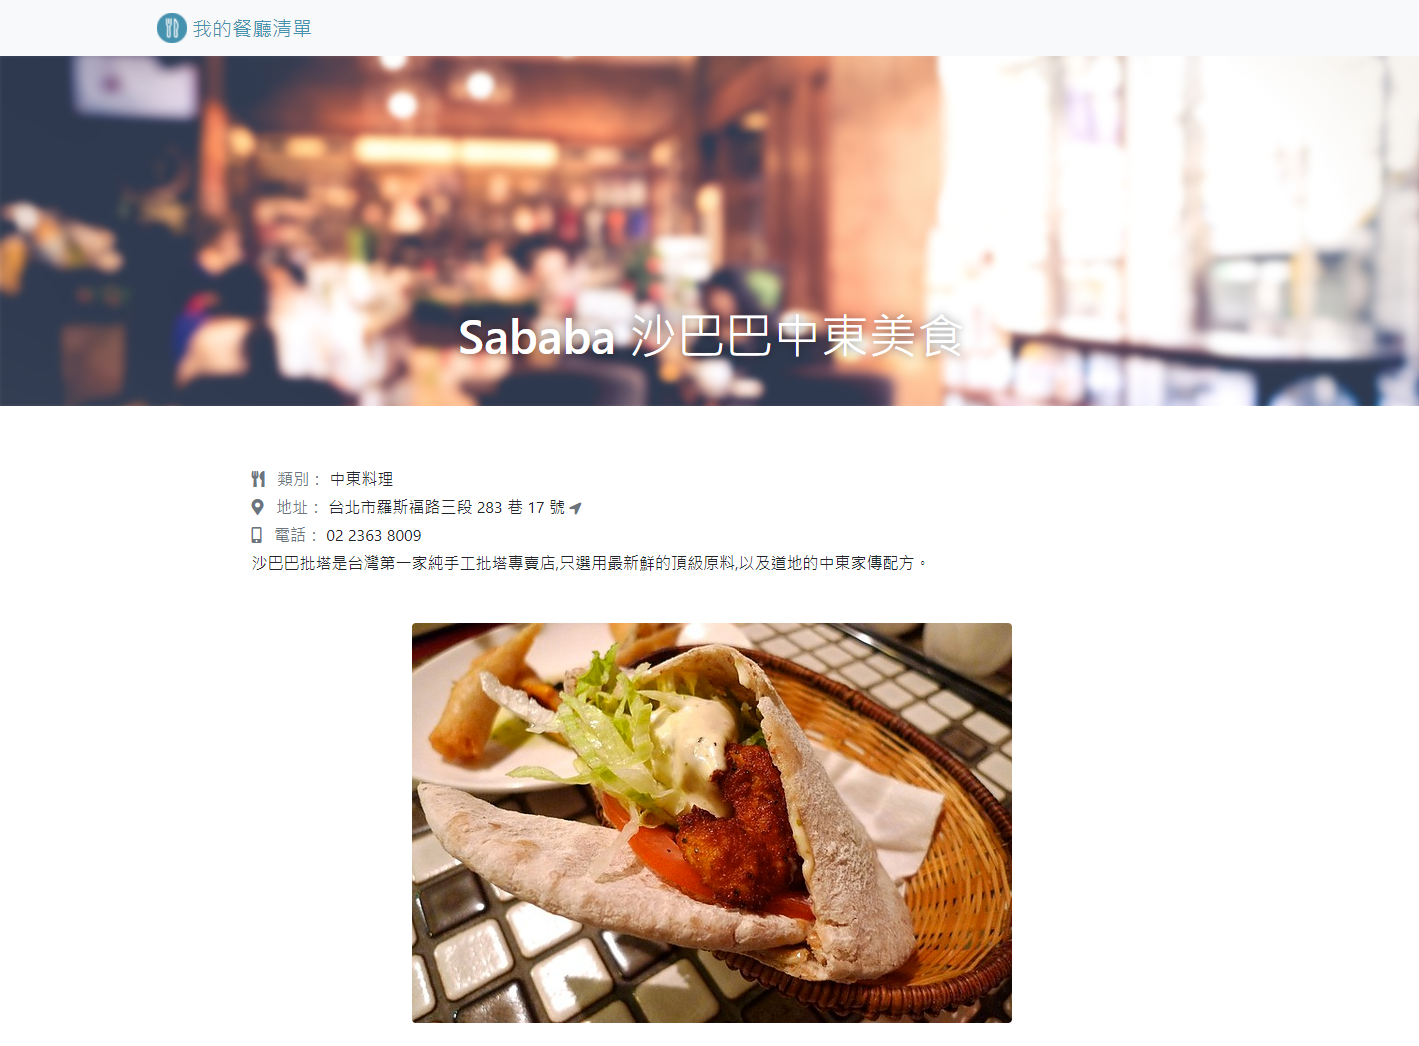 我的餐廳清單
Sababa 沙巴巴中東美食
類別： 中東料理
地址： 台北市羅斯福路三段 283 巷 17 號
電話： 02 2363 8009
沙巴巴批塔是台灣第一家純手工批塔專賣店,只選用最新鮮的頂級原料,以及道地的中東家傳配方。